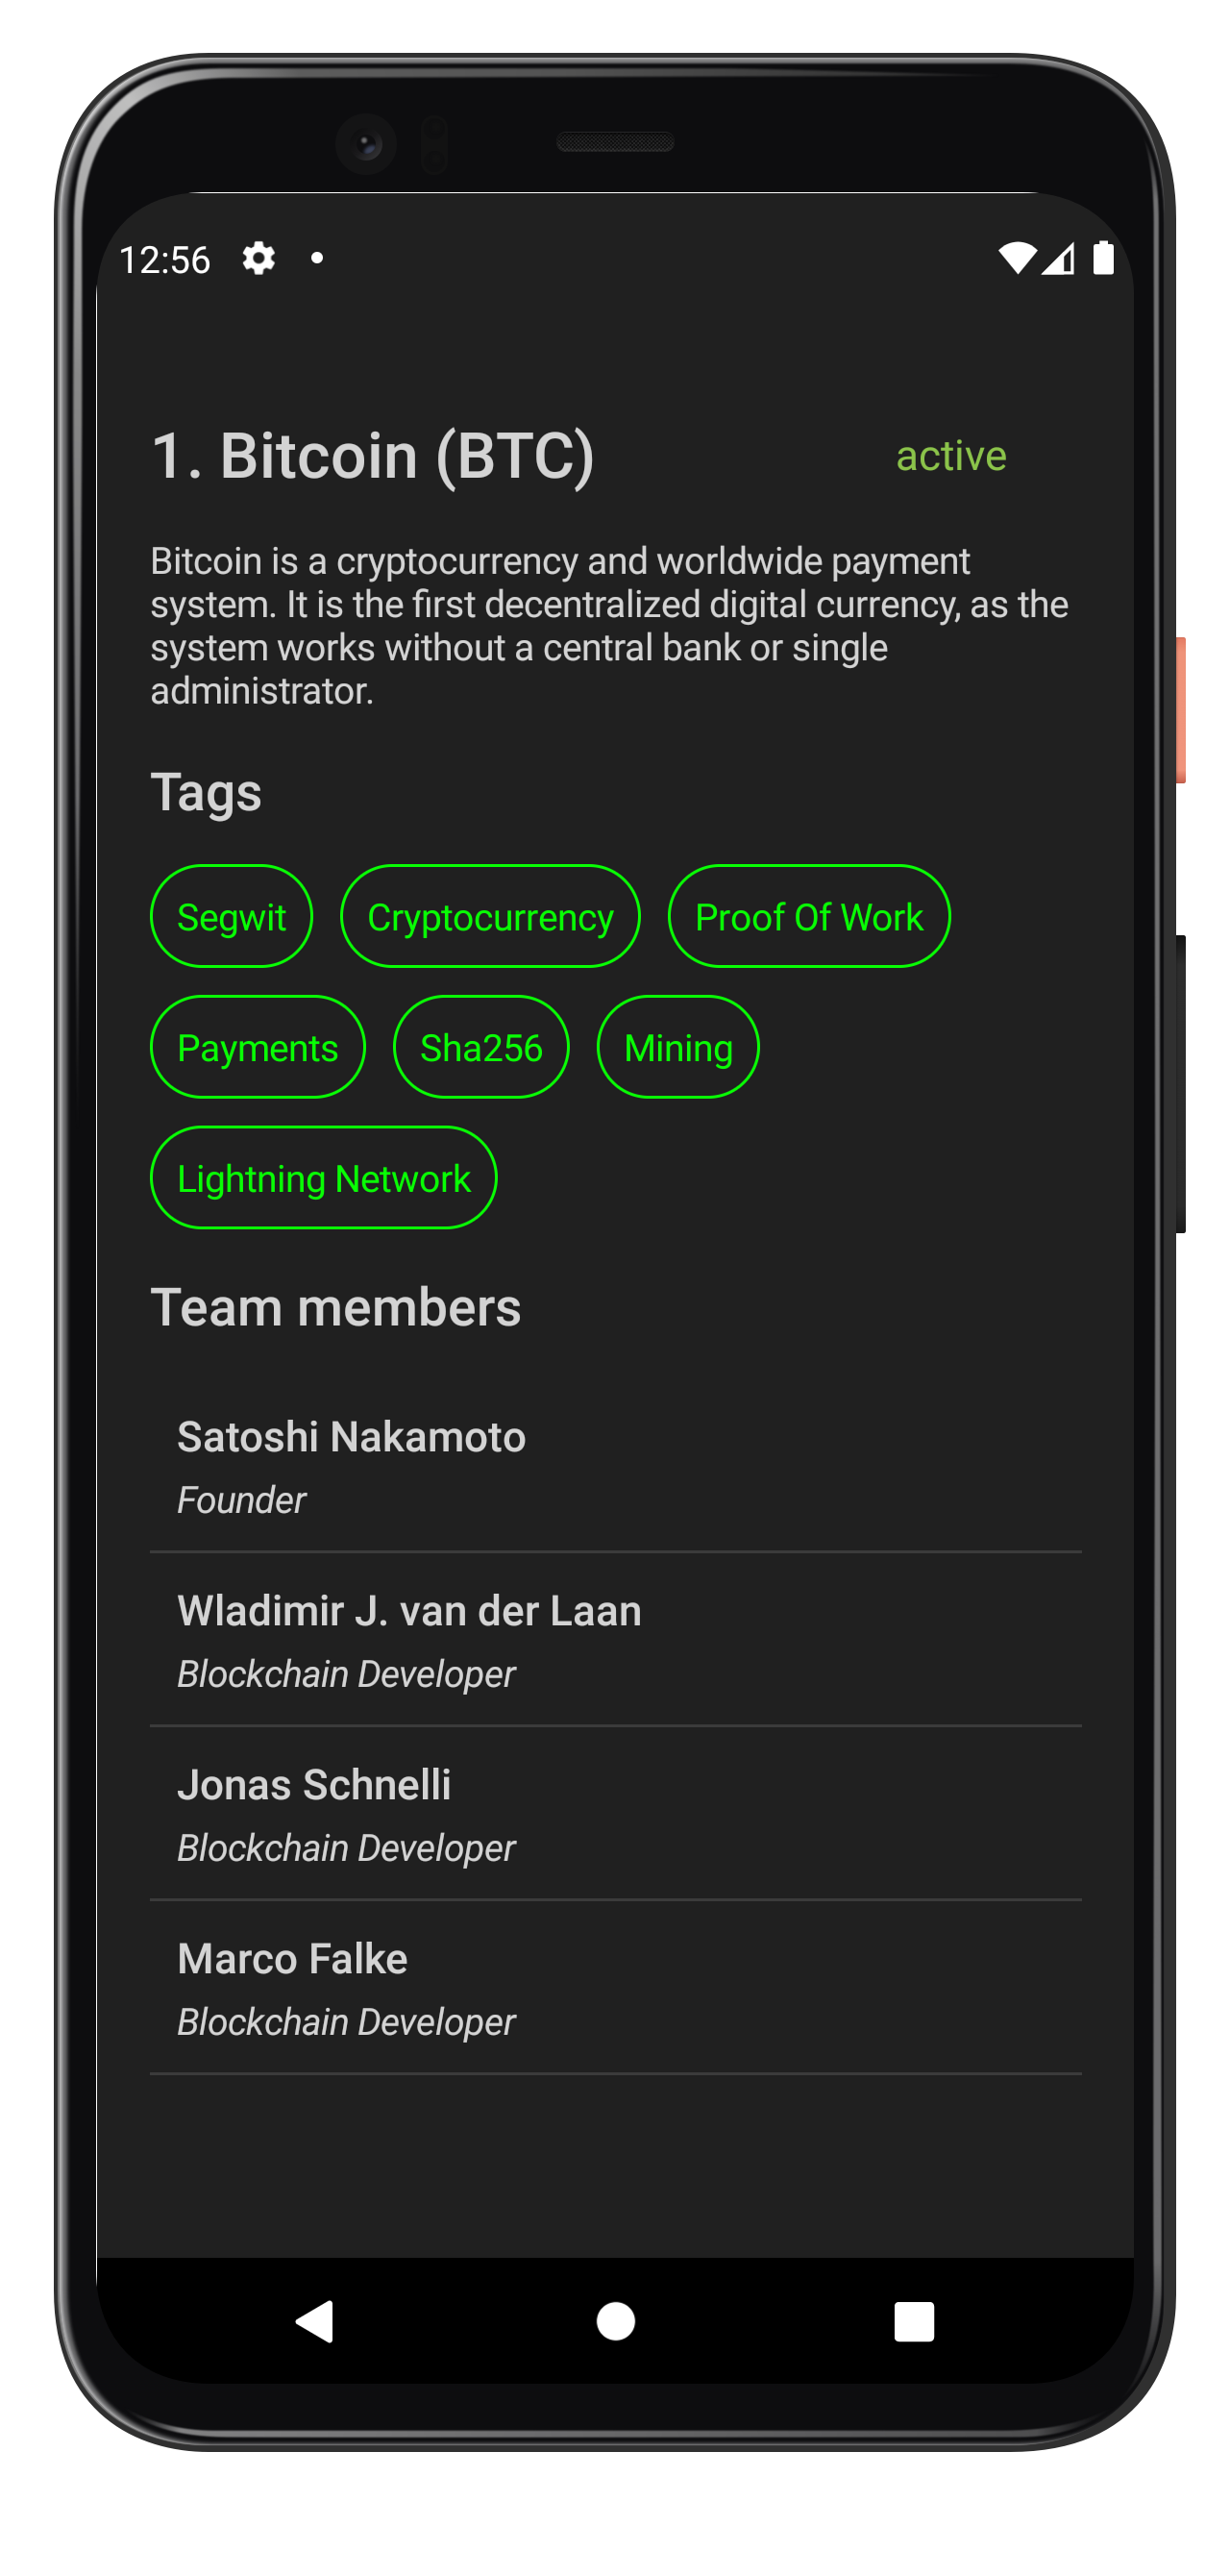 12:56
1. Bitcoin (BTC) active
Bitcoin is a cryptocurrency and worldwide payment
system. It is the first decentralized digital currency, as the
system works without a central bank or single
administrator.
Tags
Segwit Cryptocurrency Proof Of Work
Payments Sha256 Mining
Lightning Network
Team members
Satoshi Nakamoto
Founder
Wladimir J. van der Laan
Blockchain Developer
Jonas Schnelli
Blockchain Developer
Marco Falke
Blockchain Developer